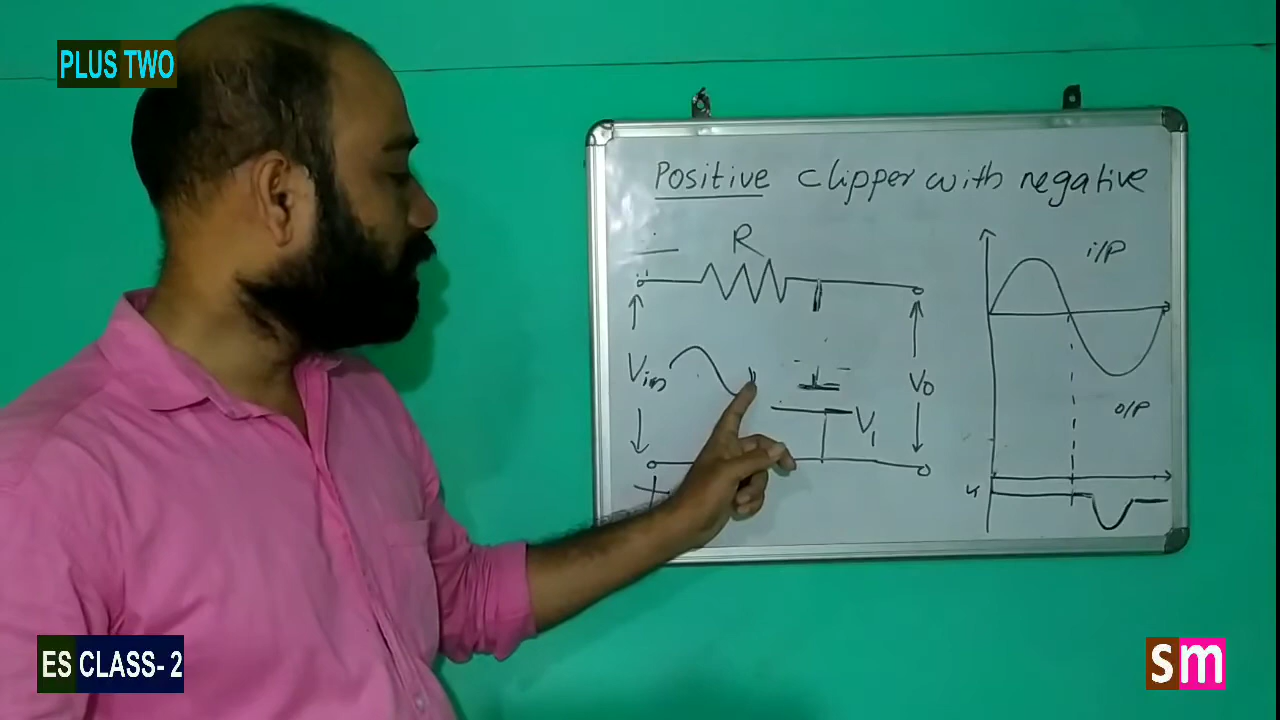 PLUS TWO
Positive clipper with negative
R
i/P
Vin
V1
V0
o/P
+
ES CLASS- 2
Sm